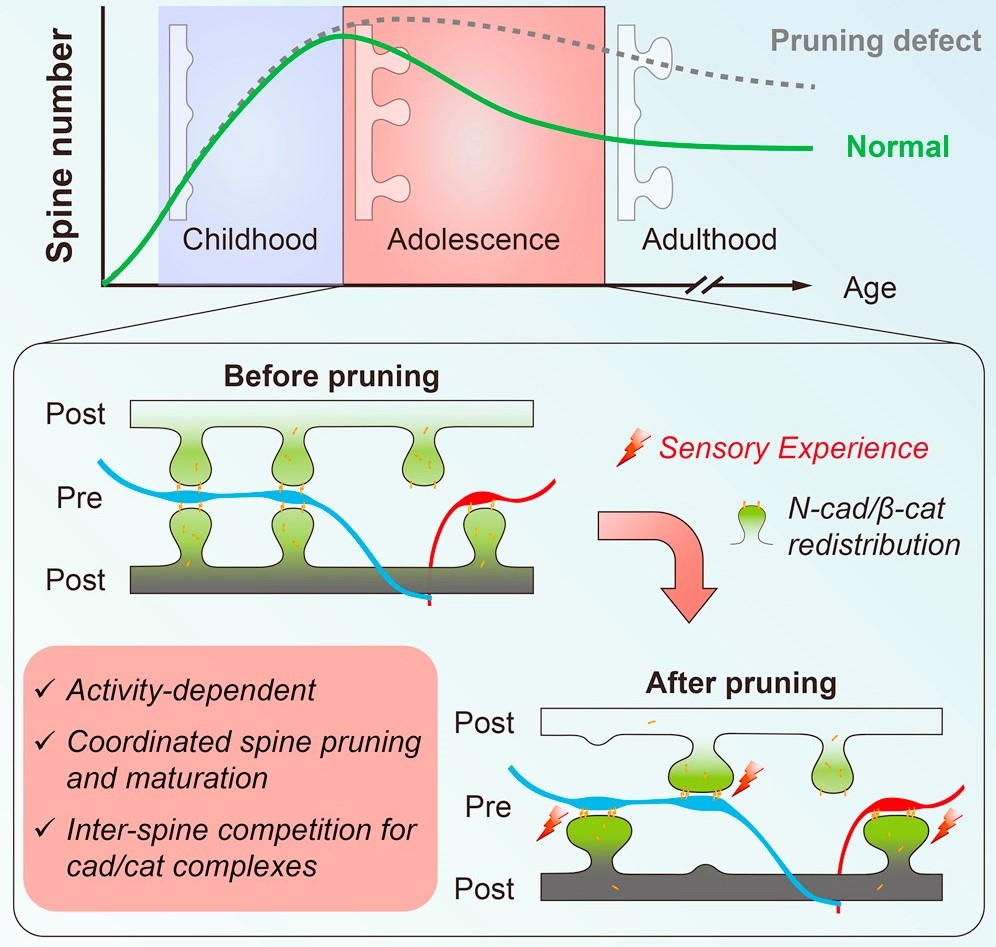 Spine number
Pruning defect
Normal
Childhood
Adolescence
Adulthood
Age
Before pruning
Post
Pre
Post
Sensory Experience
N-cad/β-cat
redistribution
✓ Activity-dependent
✓ Coordinated spine pruning
and maturation
✓ Inter-spine competition for
cad/cat complexes
After pruning
Post
Pre
Post